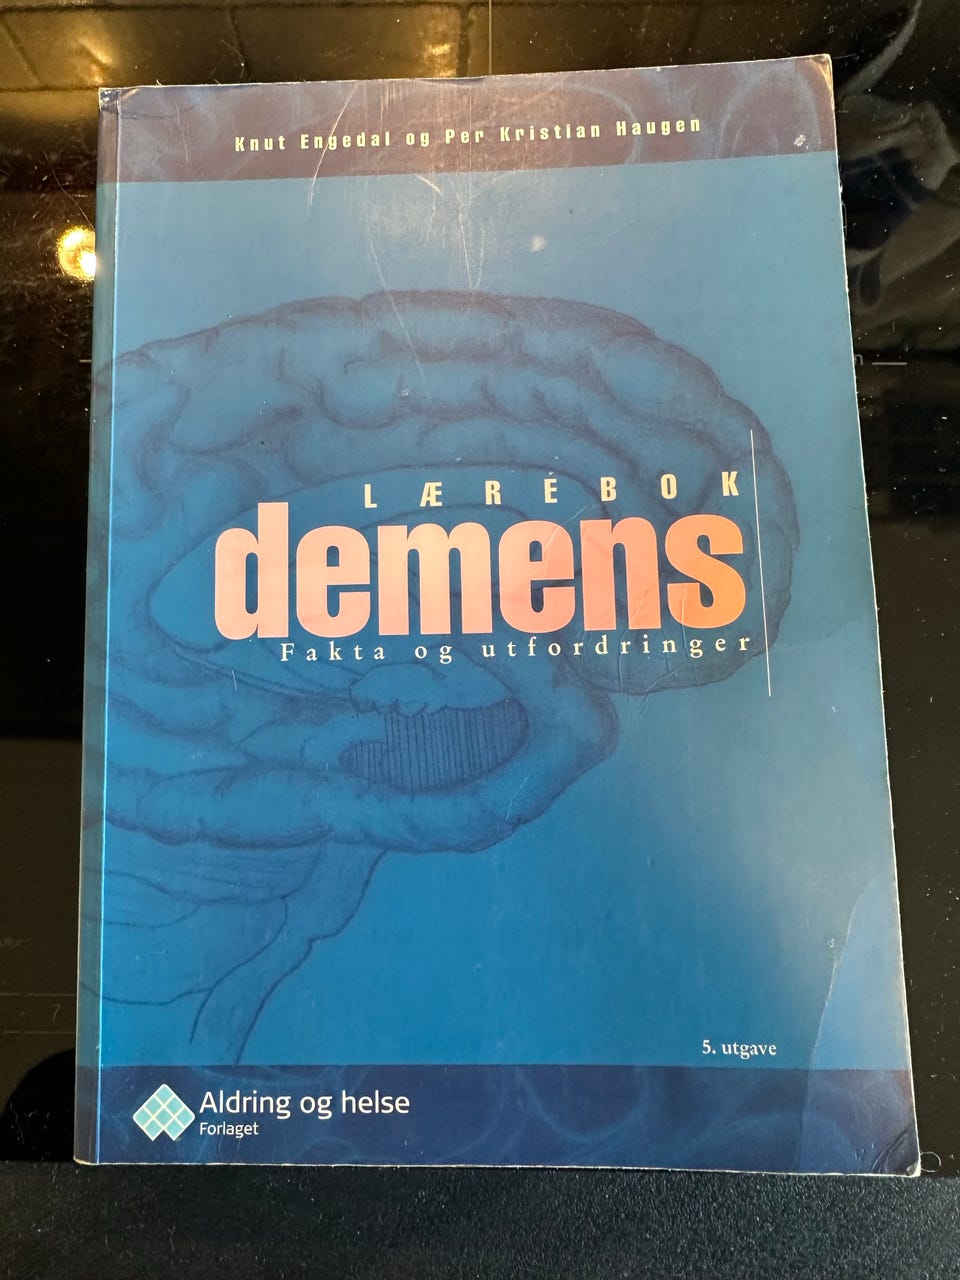 Knut Engedal og Per Kristian Haugen
LÆREBOK
demens
Fakta og utfordringer
5. utgave
Aldring og helse
Forlaget